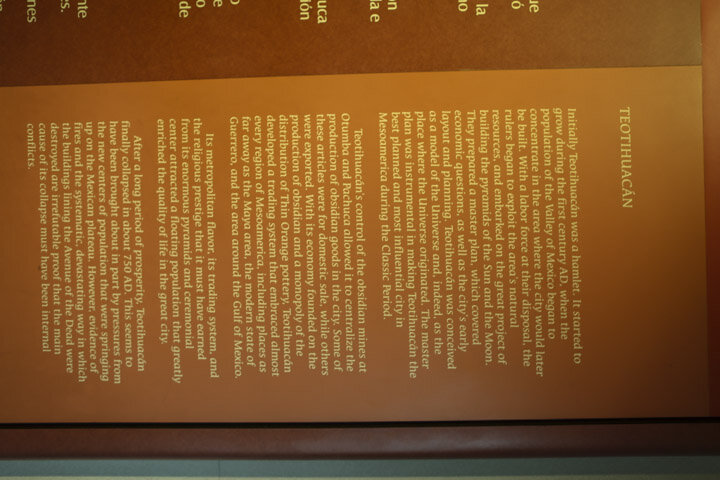 TEOTIHUACÁN
Initially Teotihuacán was a hamlet. It started to
grow during the first century AD, when the
population of the Valley of Mexico began to
concentrate in the area where the city would later
be built. With a labor force at their disposal, the
rulers began to exploit the area's natural
resources, and embarked on the great project of
building the pyramids of the Sun and the Moon.
They prepared a master plan, which covered
economic questions, as well as the city's early
layout and planning. Teotihuacán was conceived
as a model of the Universe and, indeed, as the
place where the Universe originated. The master
plan was instrumental in making Teotihuacán the
best planned and most influential city in
Mesoamerica during the Classic Period.
Teotihuacán's control of the obsidian mines at
Otumba and Pachuca allowed it to centralize the
production of obsidian goods in the city. Some of
these articles were for domestic sale, while others
were exported. With its economy founded on the
production of obsidian and a monopoly of the
distribution of Thin Orange pottery, Teotihuacán
developed a trading system that embraced almost
every region of Mesoamerica, including places as
far away as the Maya area, the modern state of
Guerrero, and the area around the Gulf of Mexico.
Its metropolitan flavor, its trading system, and
the religious prestige that it must have earned
from its enormous pyramids and ceremonial
center attracted a floating population that greatly
enriched the quality of life in the great city.
After a long period of prosperity, Teotihuacán
finally collapsed in about 750 AD. This seems to
have been brought about in part by pressures from
the new centers of population that were springing
up on the Mexican plateau. However, evidence of
fires and the systematic, devastating way in which
the buildings lining the Avenue of the Dead were
destroyed are irrefutable proof that the main
cause of its collapse must have been internal
conflicts.